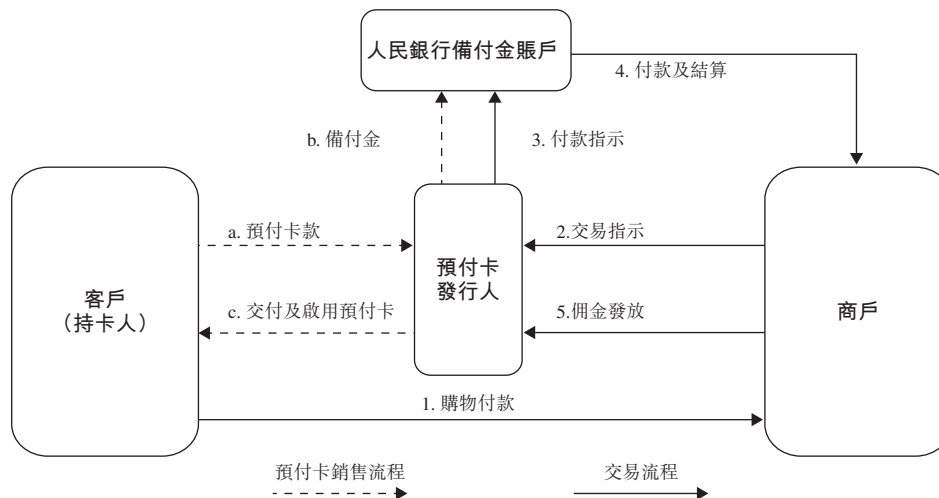 人民銀行備付金賬戶
4. 付款及結算
b. 備付金
3. 付款指示
a. 預付卡款
2.交易指示
預付卡
發行人
客戶
（持卡人）
商戶
c. 交付及啟用預付卡
5.佣金發放
1. 購物付款
預付卡銷售流程
交易流程